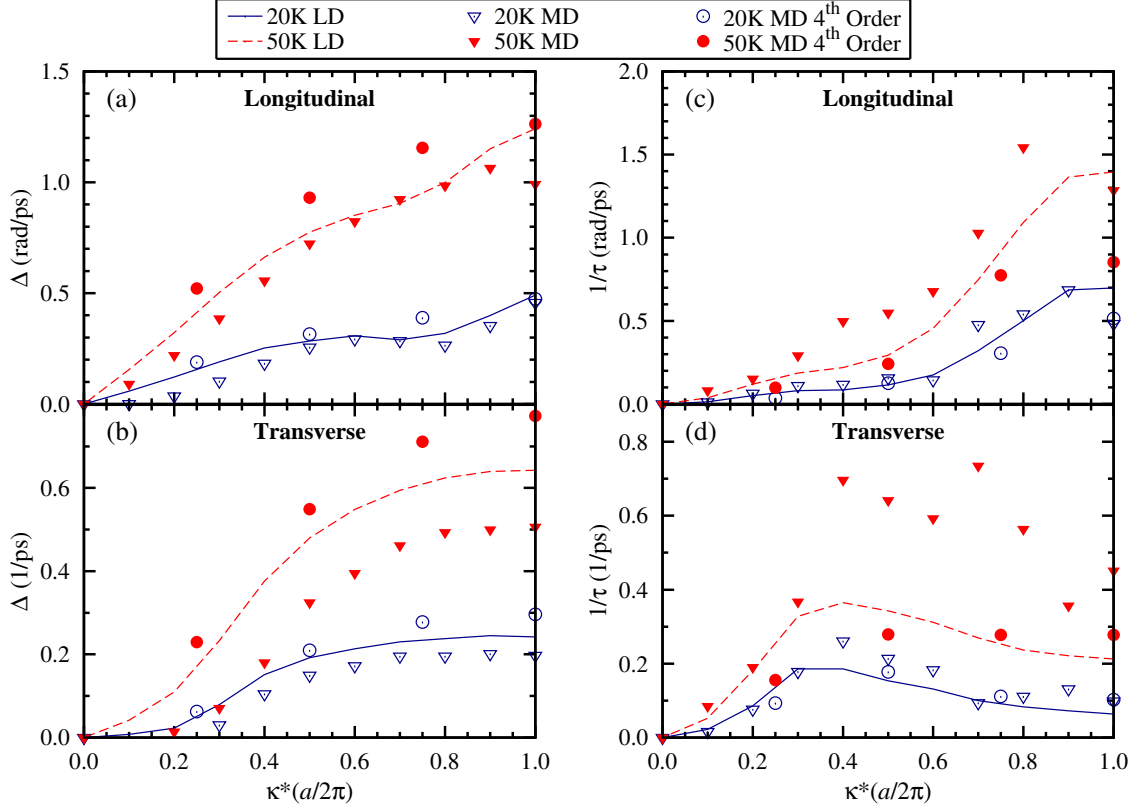 20K LD 20K MD 20K MD 4th Order
50K LD 50K MD 50K MD 4th Order
(a) Longitudinal
1.5
1.0
0.5
0.0
Δ (rad/ps)
(c) Longitudinal
2.0
1.5
1.0
0.5
0.0
1/τ (rad/ps)
(b) Transverse
0.6
0.4
0.2
0.0
Δ (1/ps)
0.0 0.2 0.4 0.6 0.8 1.0
κ*(a/2π)
(d) Transverse
0.8
0.6
0.4
0.2
0.0
1/τ (1/ps)
0.0 0.2 0.4 0.6 0.8 1.0
κ*(a/2π)